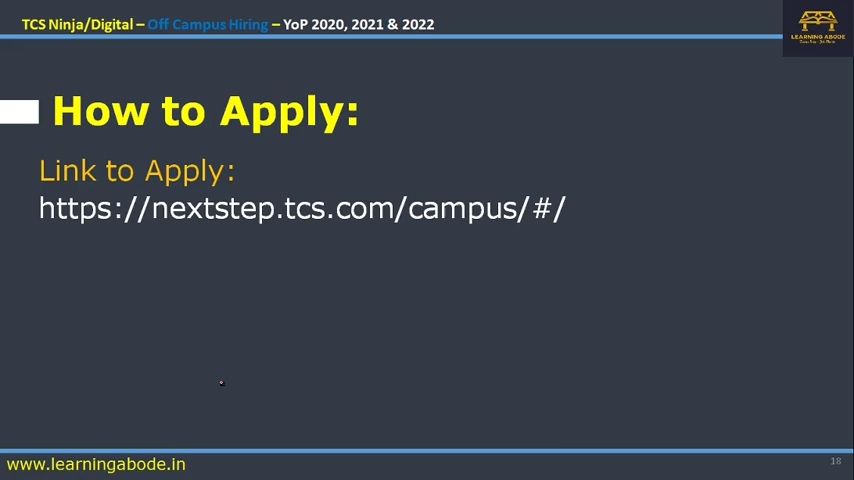 TCS Ninja/Digital – Off Campus Hiring – YoP 2020, 2021 & 2022
LEARNING ABODE
How to Apply:
Link to Apply:
https://nextstep.tcs.com/campus/#/
www.learningabode.in
18